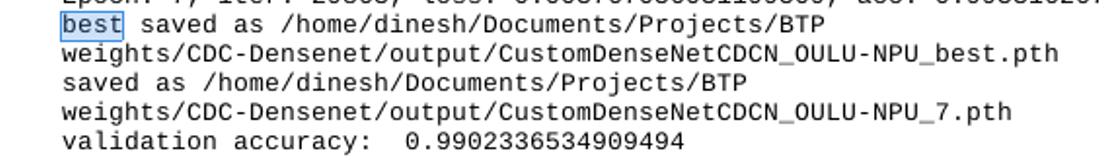 best saved as /home/dinesh/Documents/Projects/BTP
weights/CDC-Densenet/output/CustomDenseNetCDCN_OULU-NPU_best.pth
saved as /home/dinesh/Documents/Projects/BTP
weights/CDC-Densenet/output/CustomDenseNetCDCN_OULU-NPU_7.pth
validation accuracy:  0.9902336534909494